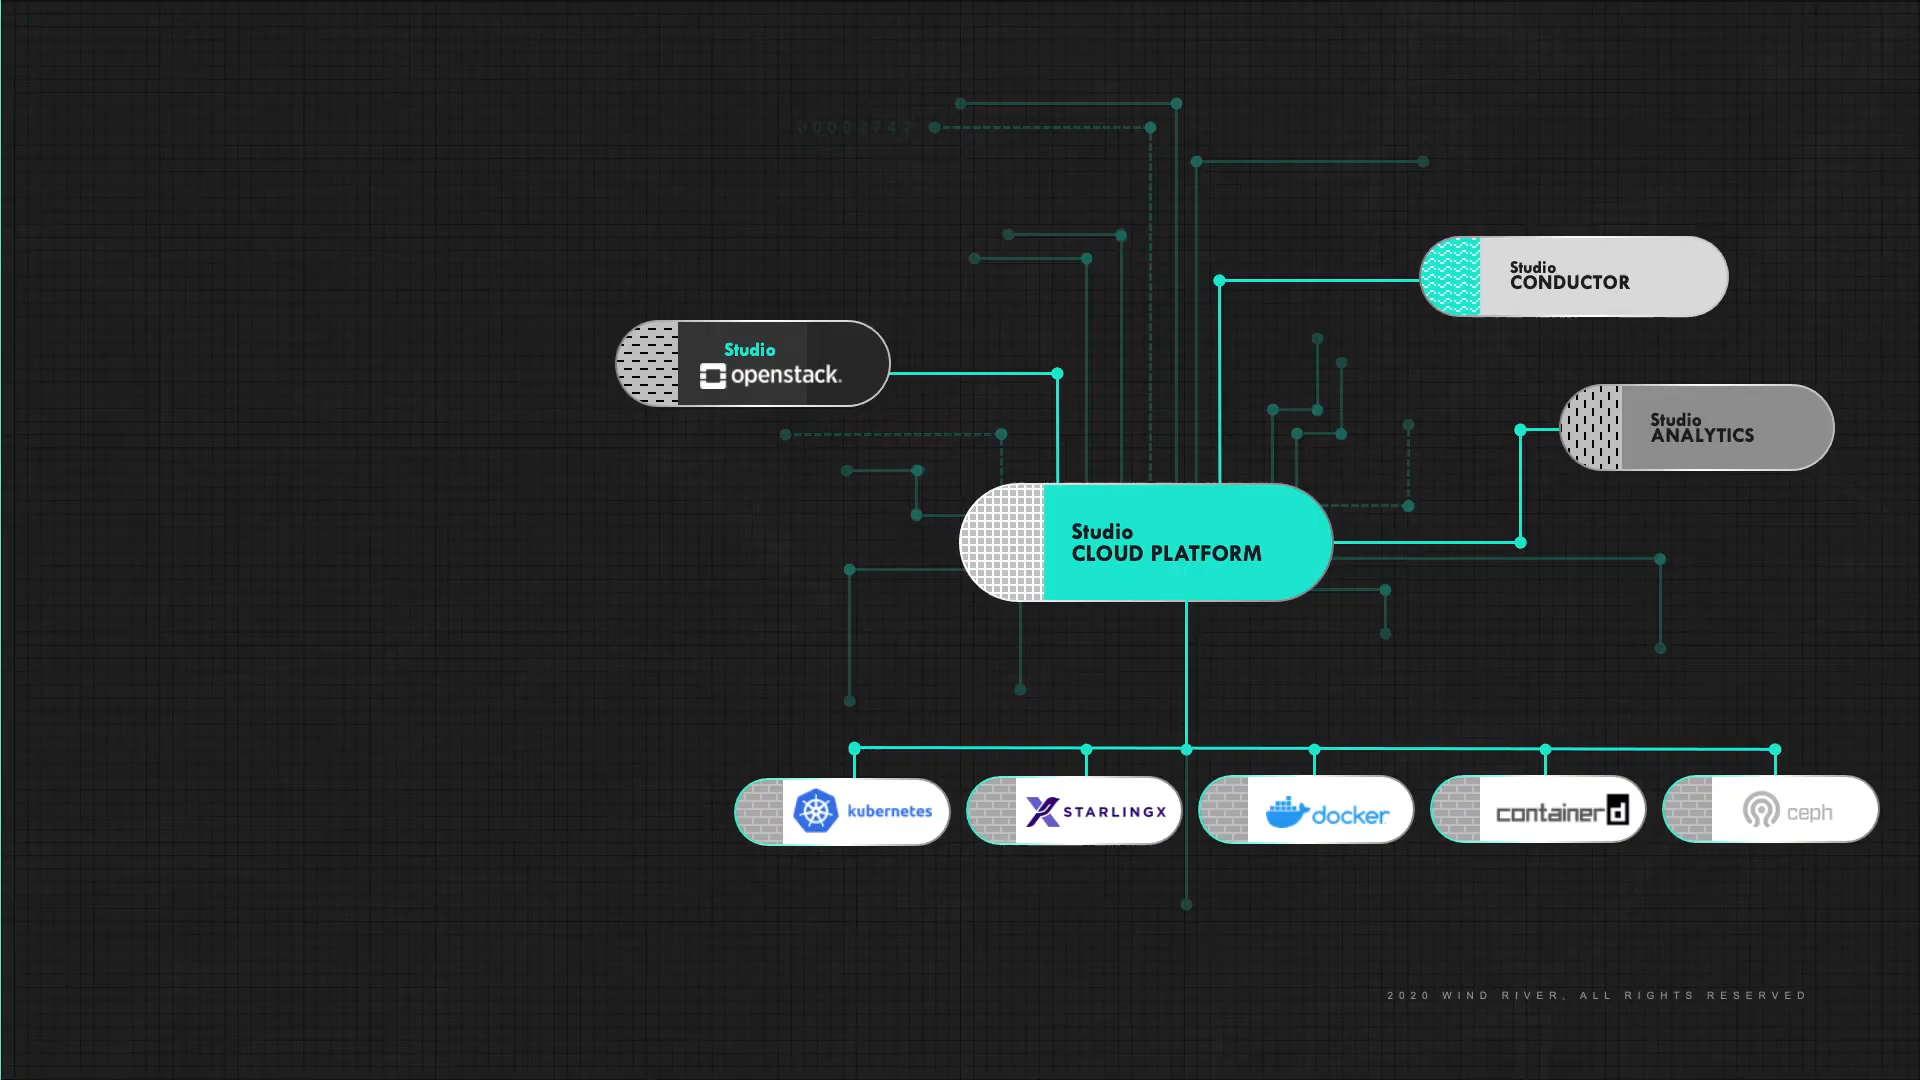 Studio
CONDUCTOR
Studio
openstack.
Studio
ANALYTICS
Studio
CLOUD PLATFORM
kubernetes
STARLINGX
docker
containerd
ceph
2020 WIND RIVER, ALL RIGHTS RESERVED